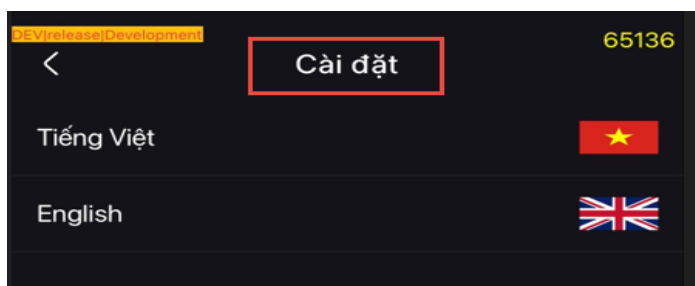 DEV|release|Development
65136
Cài đặt
Tiếng Việt
English